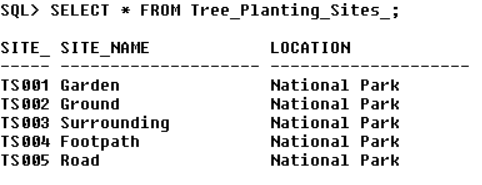 SQL> SELECT * FROM Tree_Planting_Sites_;
SITE_ SITE_NAME            LOCATION
----- -------------------- -------------------
TS001 Garden               National Park
TS002 Ground               National Park
TS003 Surrounding          National Park
TS004 Footpath             National Park
TS005 Road                 National Park